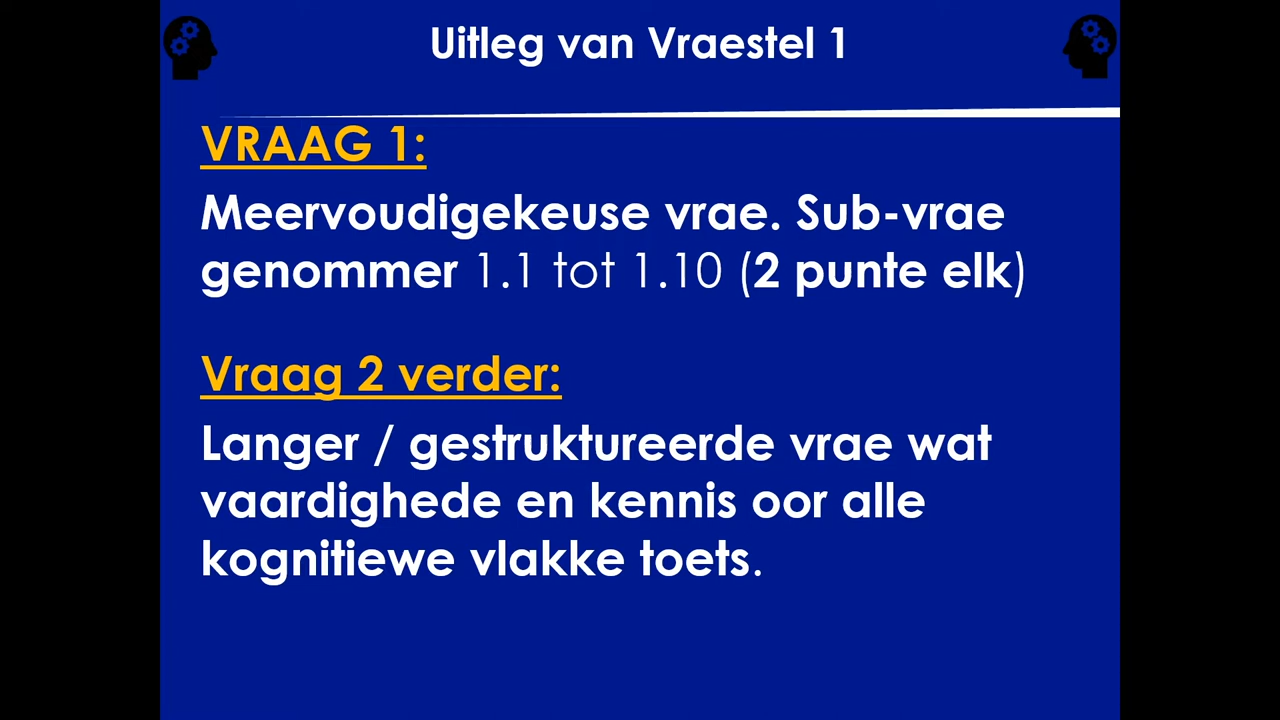 Uitleg van Vraestel 1
VRAAG 1:
Meervoudigekeuse vrae. Sub-vrae
genommer 1.1 tot 1.10 (2 punte elk)
Vraag 2 verder:
Langer / gestruktureerde vrae wat
vaardighede en kennis oor alle
kognitiewe vlakke toets.